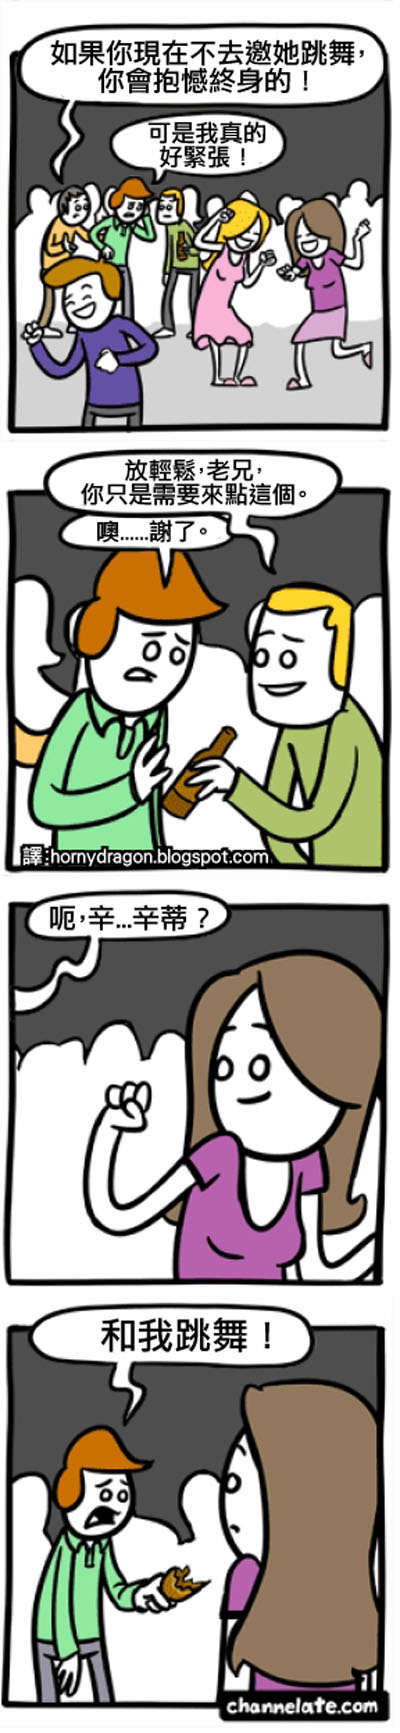 如果你現在不去邀她跳舞，
你會抱憾終身的！
可是我真的
好緊張！
放輕鬆，老兄，
你只是需要來點這個。
噢……謝了。
譯:hornydragon.blogspot.com
呃，辛…辛蒂？
和我跳舞！
channelate.com